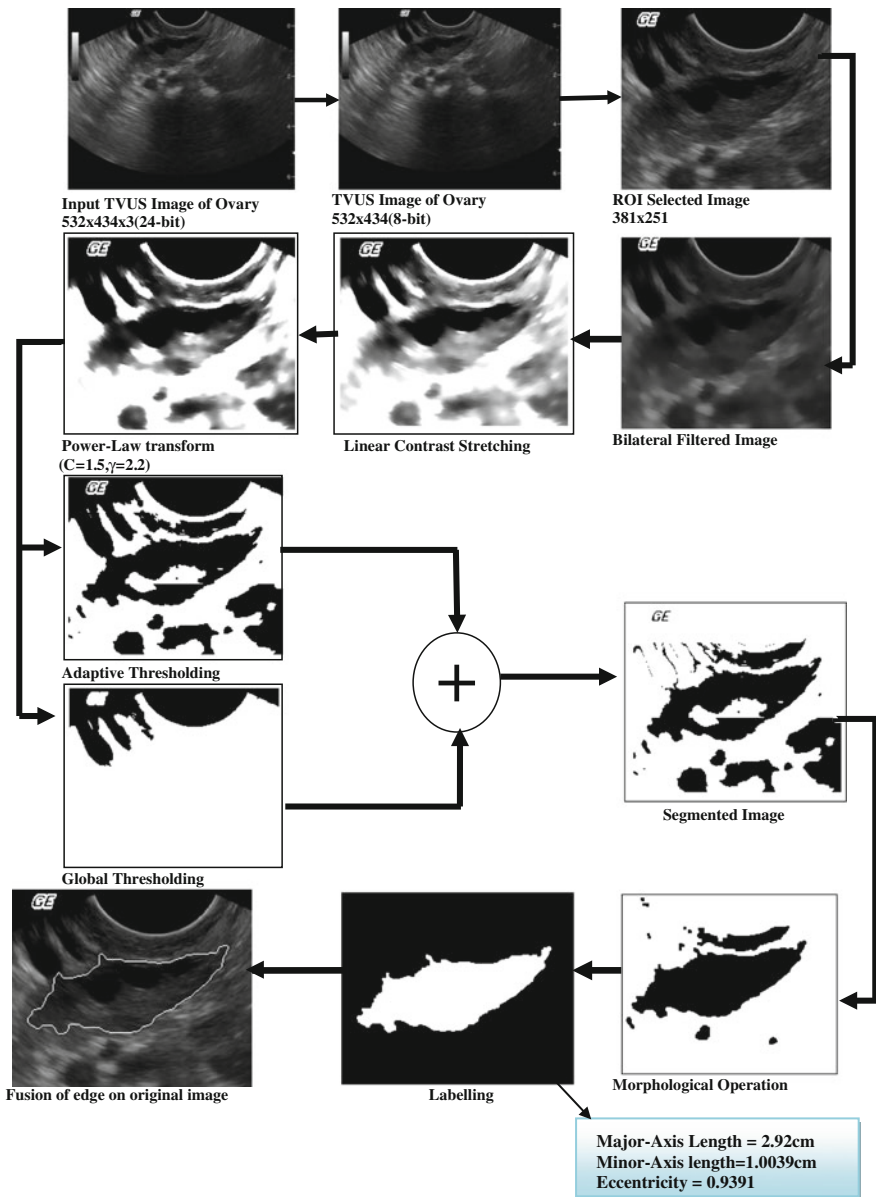 GE
GE
GE
Input TVUS Image of Ovary
532x434x3(24-bit)
TVUS Image of Ovary
532x434(8-bit)
ROI Selected Image
381x251
GE
GE
Power-Law transform
(C=1.5,γ=2.2)
Linear Contrast Stretching
Bilateral Filtered Image
GE
Adaptive Thresholding
+
GE
Segmented Image
Global Thresholding
GE
Fusion of edge on original image
Labelling
Morphological Operation
Major-Axis Length = 2.92cm
Minor-Axis length=1.0039cm
Eccentricity = 0.9391